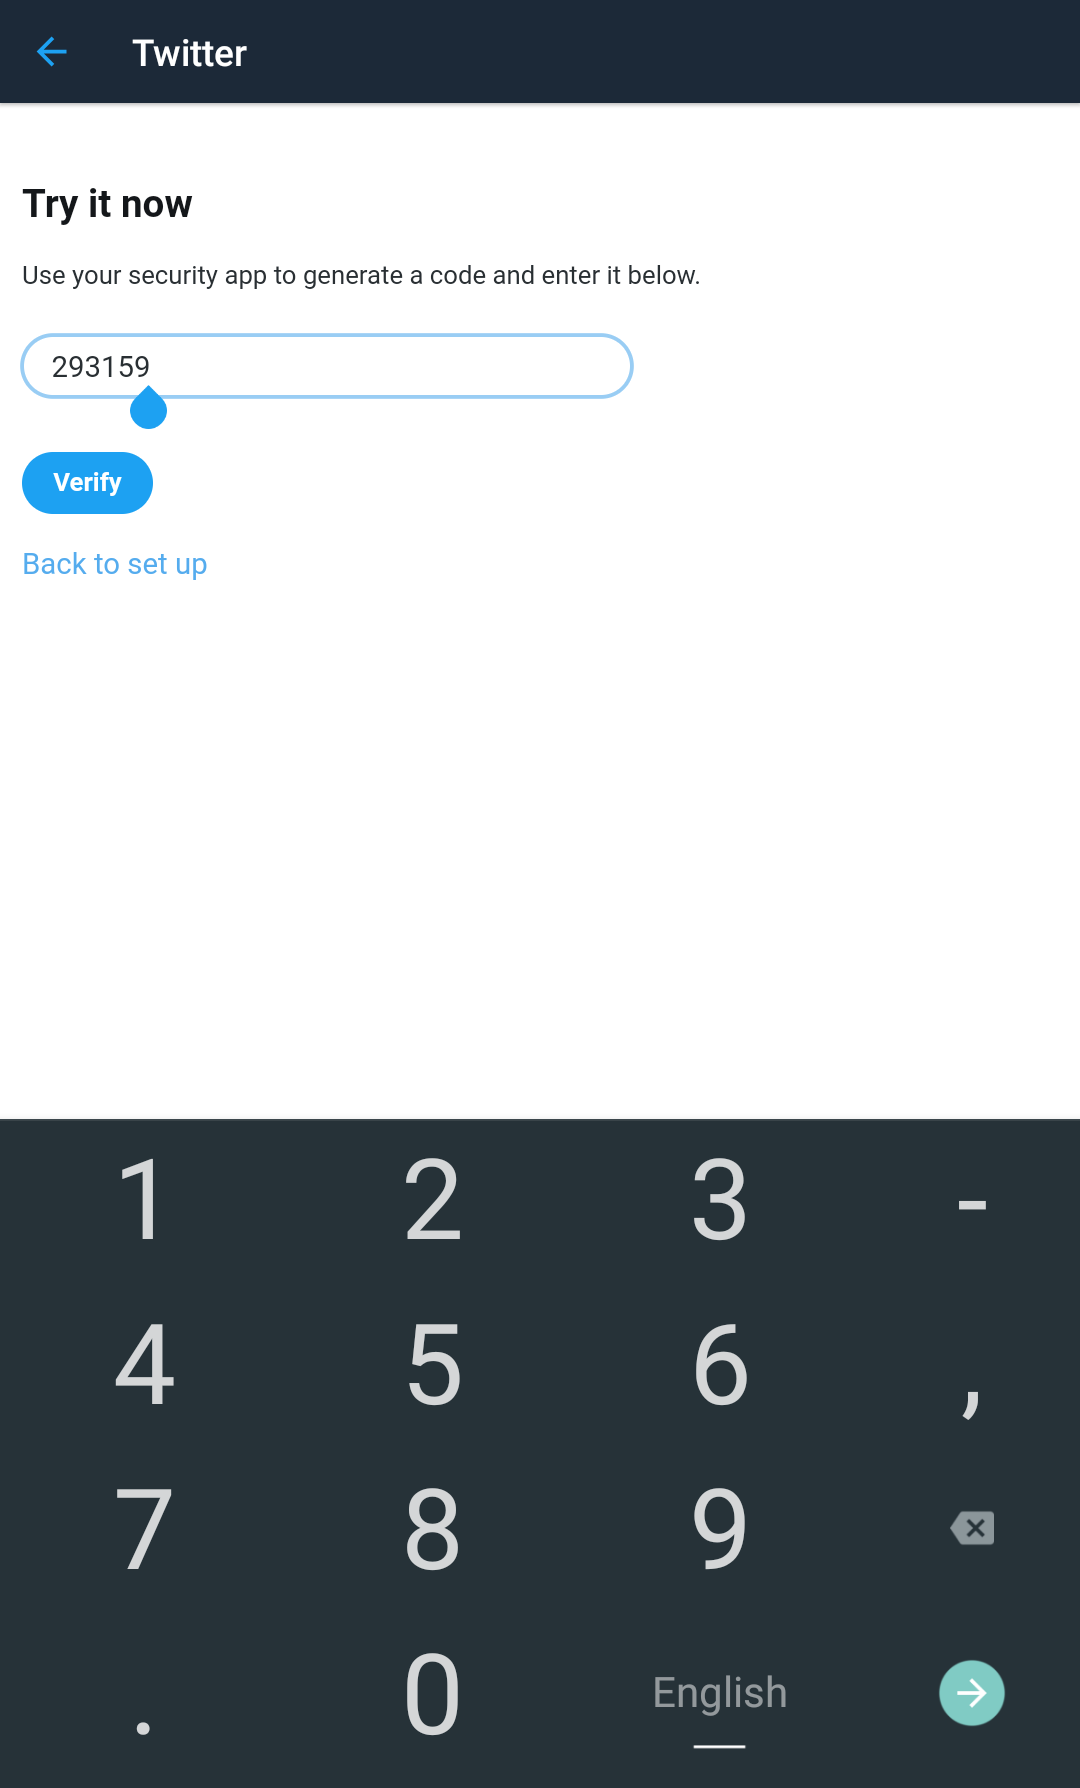 Twitter
Try it now
Use your security app to generate a code and enter it below.
293159
Verify
Back to set up
1 2 3 -
4 5 6 ,
7 8 9
. 0 English